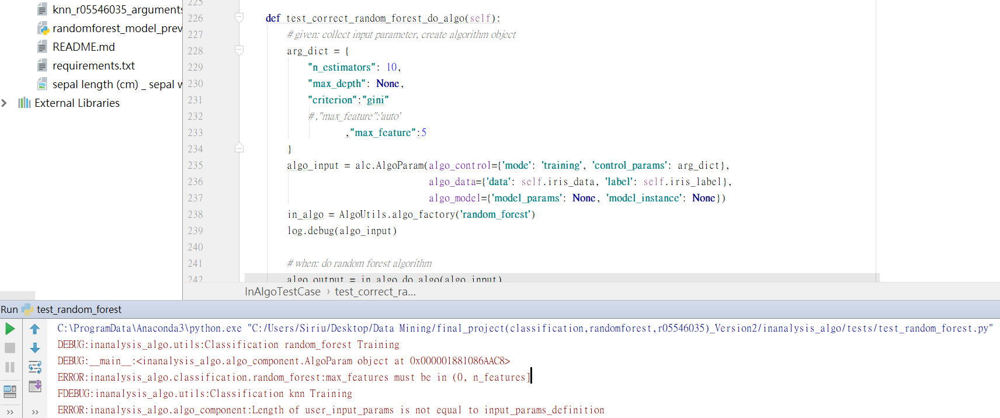 knn_r05546035_arguments
randomforest_model_prev
README.md
requirements.txt
sepal length (cm) _ sepal w
External Libraries
225
226 def test_correct_random_forest_do_algo(self):
227 # given: collect input parameter, create algorithm object
228 arg_dict = {
229 "n_estimators": 10,
230 "max_depth": None,
231 "criterion":"gini"
232 # ,"max_feature":'auto'
233 ,"max_feature":5
234 }
235 algo_input = alc.AlgoParam(algo_control={'mode': 'training', 'control_params': arg_dict},
236 algo_data={'data': self.iris_data, 'label': self.iris_label},
237 algo_model={'model_params': None, 'model_instance': None})
238 in_algo = AlgoUtils.algo_factory('random_forest')
239 log.debug(algo_input)
240
241 # when: do random forest algorithm
242 algo_output = in_algo.do_algo(algo_input)
InAlgoTestCase › test_correct_ra...
Run test_random_forest
C:\ProgramData\Anaconda3\python.exe "C:/Users/Siriu/Desktop/Data Mining/final_project(classification,randomforest,r05546035)_Version2/inanalysis_algo/tests/test_random_forest.py"
DEBUG:inanalysis_algo.utils:Classification random_forest Training
DEBUG:__main__:<inanalysis_algo.algo_component.AlgoParam object at 0x000001881086AAC8>
ERROR:inanalysis_algo.classification.random_forest:max_features must be in (0, n_features]
FDEBUG:inanalysis_algo.utils:Classification knn Training
ERROR:inanalysis_algo.algo_component:Length of user_input_params is not equal to input_params_definition